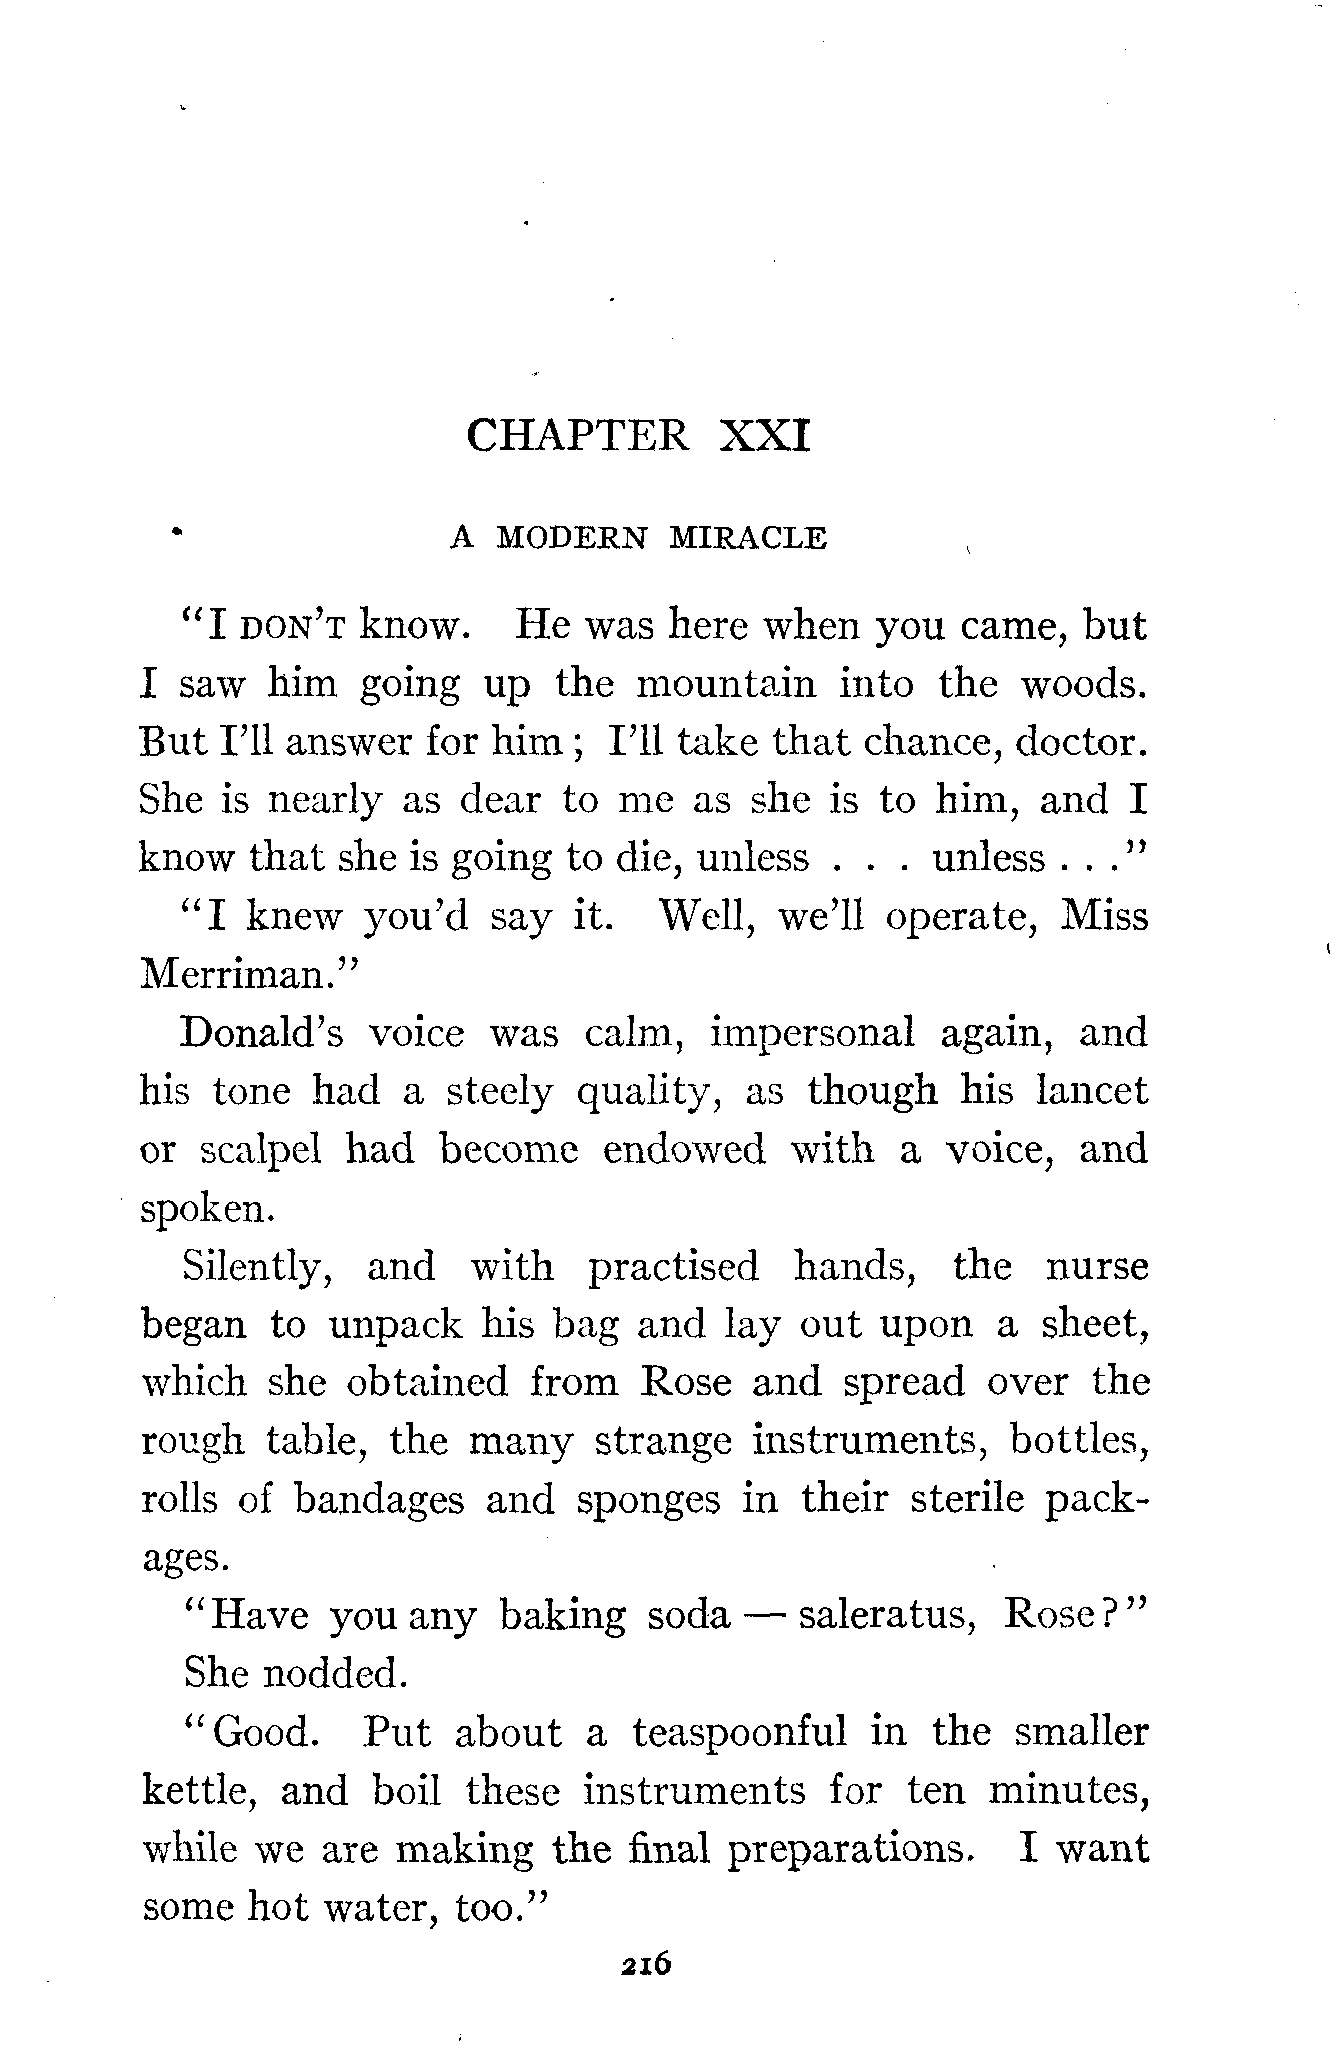 CHAPTER XXI
A MODERN MIRACLE
"I DON'T know. He was here when you came, but
I saw him going up the mountain into the woods.
But I'll answer for him; I'll take that chance, doctor.
She is nearly as dear to me as she is to him, and I
know that she is going to die, unless . . . unless . . ."
"I knew you'd say it. Well, we'll operate, Miss
Merriman."
Donald's voice was calm, impersonal again, and
his tone had a steely quality, as though his lancet
or scalpel had become endowed with a voice, and
spoken.
Silently, and with practised hands, the nurse
began to unpack his bag and lay out upon a sheet,
which she obtained from Rose and spread over the
rough table, the many strange instruments, bottles,
rolls of bandages and sponges in their sterile pack-
ages.
"Have you any baking soda — saleratus, Rose?"
She nodded.
"Good. Put about a teaspoonful in the smaller
kettle, and boil these instruments for ten minutes,
while we are making the final preparations. I want
some hot water, too."
216